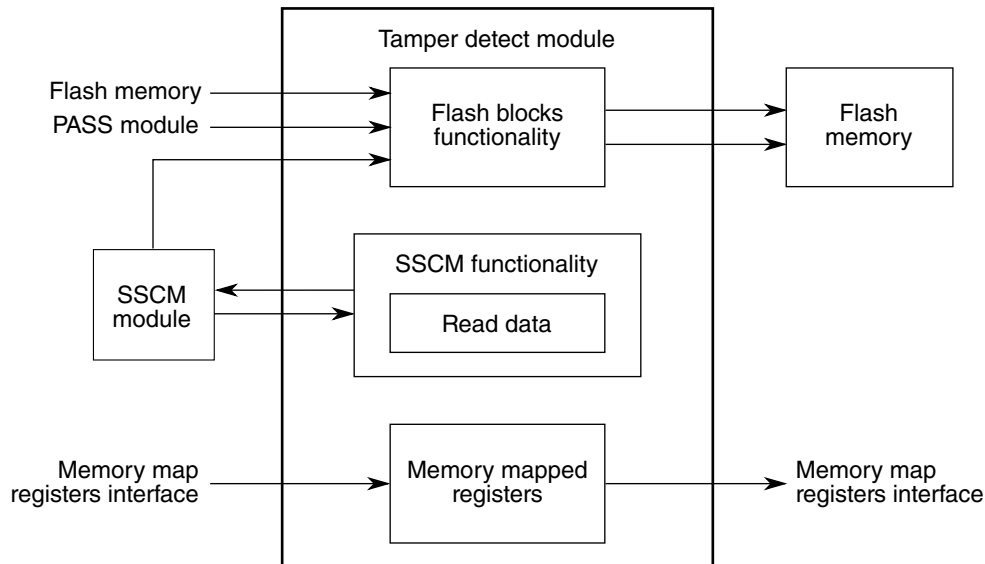 Tamper detect module
Flash memory
PASS module
Flash blocks
functionality
Flash
memory
SSCM
module
SSCM functionality
Read data
Memory map
registers interface
Memory mapped
registers
Memory map
registers interface